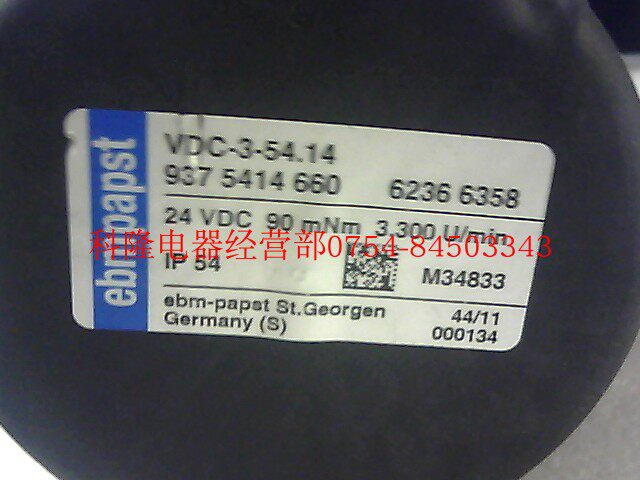 ebmpapst
VDC-3-54.14
937 5414 660 6236 6358
24 VDC 90 mNm 3,300 U/min
科隆电器经营部0754-84503343
IP 54 M34833
ebm-papst St.Georgen 44/11
Germany (S) 000134